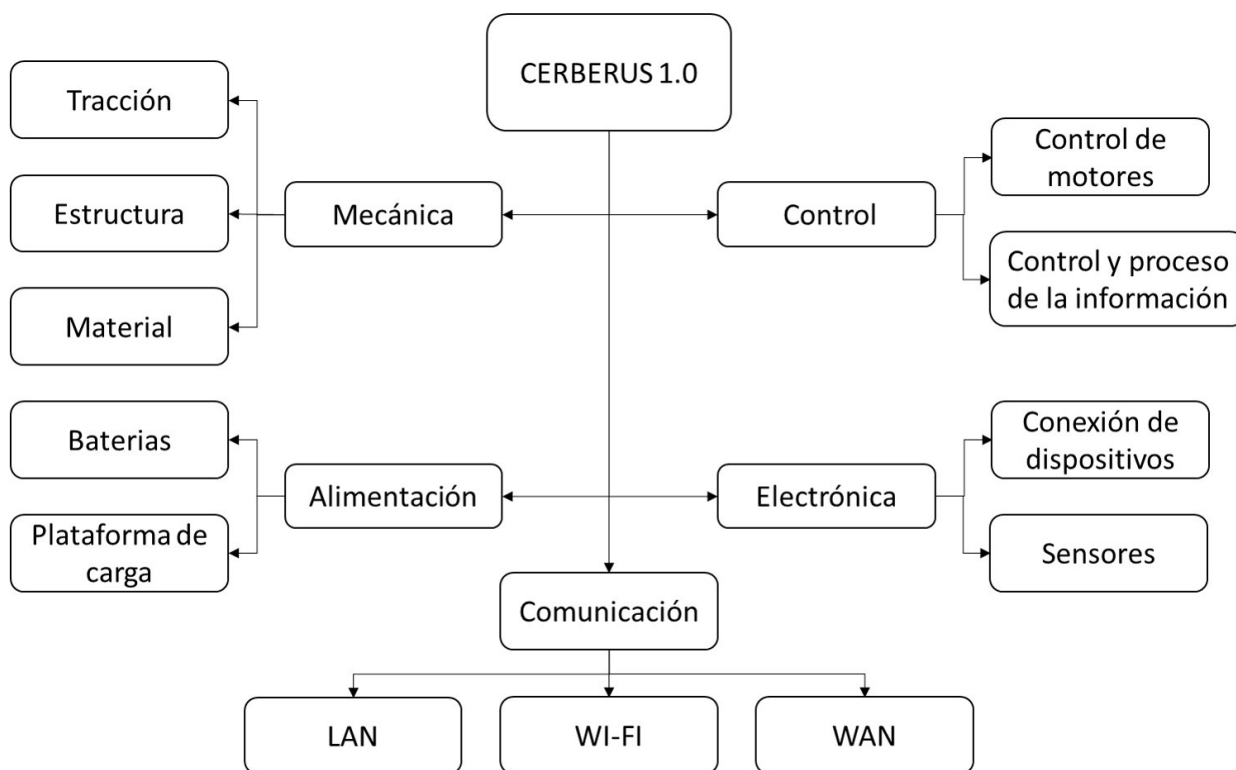 CERBERUS 1.0
Tracción
Estructura
Material
Mecánica
Control
Control de
motores
Control y proceso
de la información
Baterias
Plataforma de
carga
Alimentación
Electrónica
Conexión de
dispositivos
Sensores
Comunicación
LAN
WI-FI
WAN